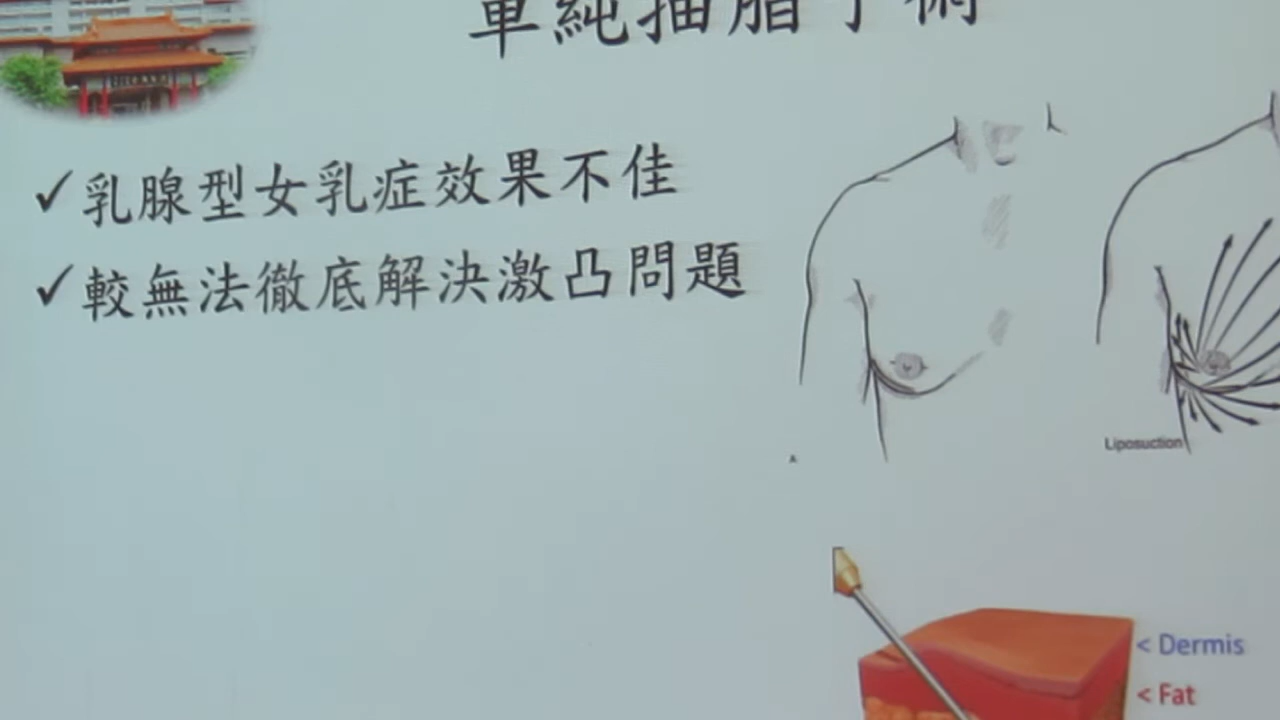 單純抽脂手術
✓乳腺型女乳症效果不佳
✓較無法徹底解決激凸問題
A
Liposuction
< Dermis
< Fat